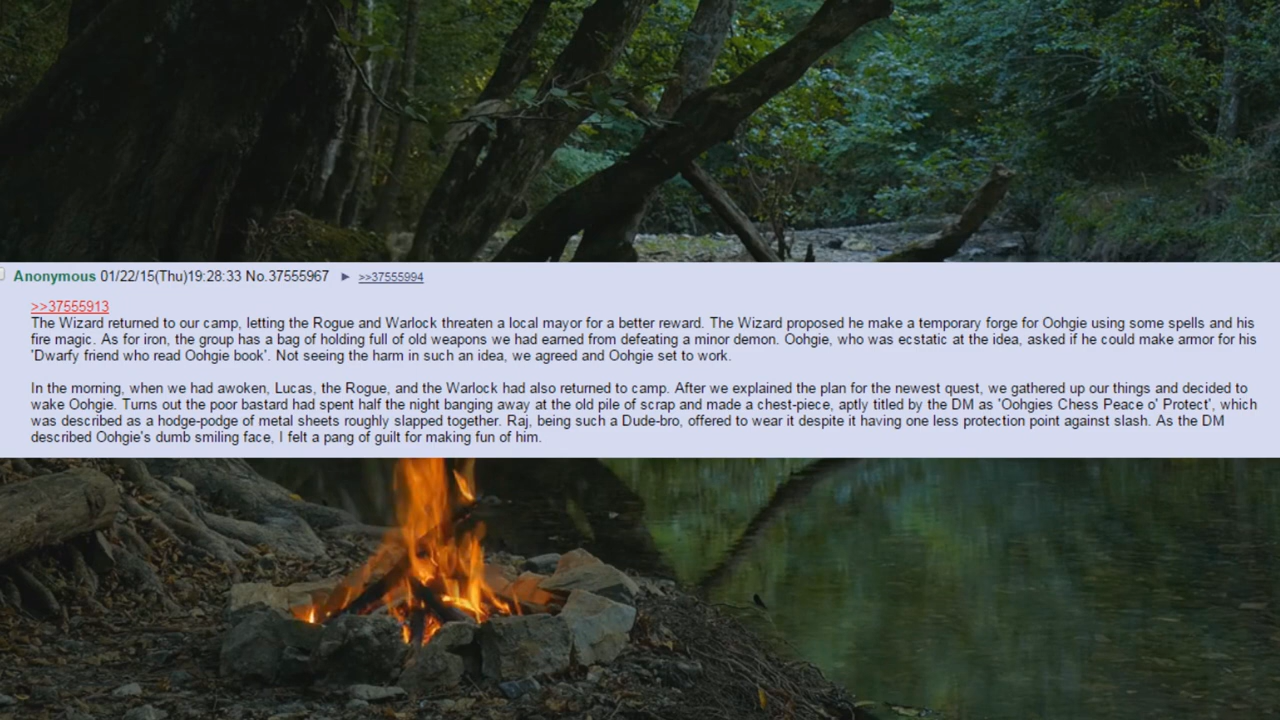 Anonymous 01/22/15(Thu)19:28:33 No.37555967 ► >>37555994
>>37555913
The Wizard returned to our camp, letting the Rogue and Warlock threaten a local mayor for a better reward. The Wizard proposed he make a temporary forge for Oohgie using some spells and his
fire magic. As for iron, the group has a bag of holding full of old weapons we had earned from defeating a minor demon. Oohgie, who was ecstatic at the idea, asked if he could make armor for his
'Dwarfy friend who read Oohgie book'. Not seeing the harm in such an idea, we agreed and Oohgie set to work.
In the morning, when we had awoken, Lucas, the Rogue, and the Warlock had also returned to camp. After we explained the plan for the newest quest, we gathered up our things and decided to
wake Oohgie. Turns out the poor bastard had spent half the night banging away at the old pile of scrap and made a chest-piece, aptly titled by the DM as 'Oohgies Chess Peace o' Protect', which
was described as a hodge-podge of metal sheets roughly slapped together. Raj, being such a Dude-bro, offered to wear it despite it having one less protection point against slash. As the DM
described Oohgie's dumb smiling face, I felt a pang of guilt for making fun of him.